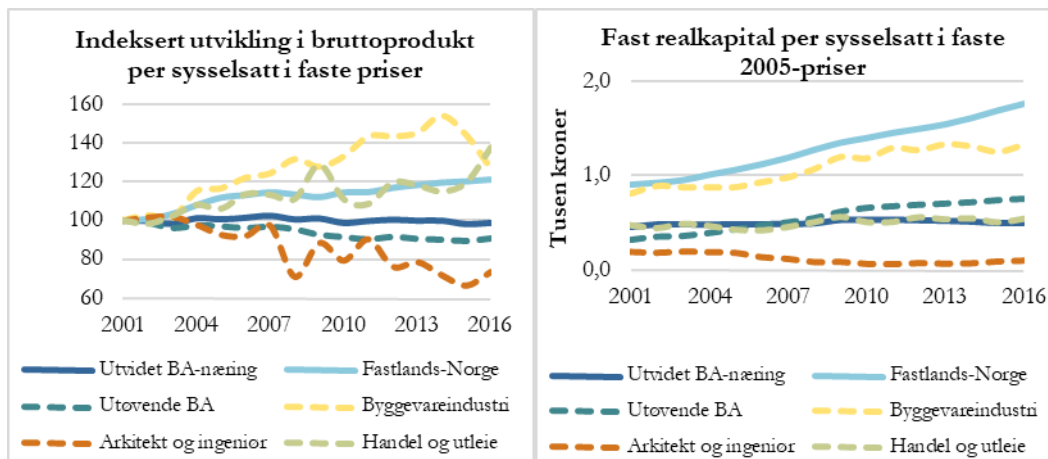 Indeksert utvikling i bruttoprodukt
per sysselsatt i faste priser
160
140
120
100
80
60
2001 2004 2007 2010 2013 2016
Utvidet BA-næring Fastlands-Norge
Utøvende BA Byggevareindustri
Arkitekt og ingeniør Handel og utleie
Fast realkapital per sysselsatt i faste
2005-priser
Tusen kroner
2,0
1,0
0,0
2001 2004 2007 2010 2013 2016
Utvidet BA-næring Fastlands-Norge
Utøvende BA Byggevareindustri
Arkitekt og ingeniør Handel og utleie